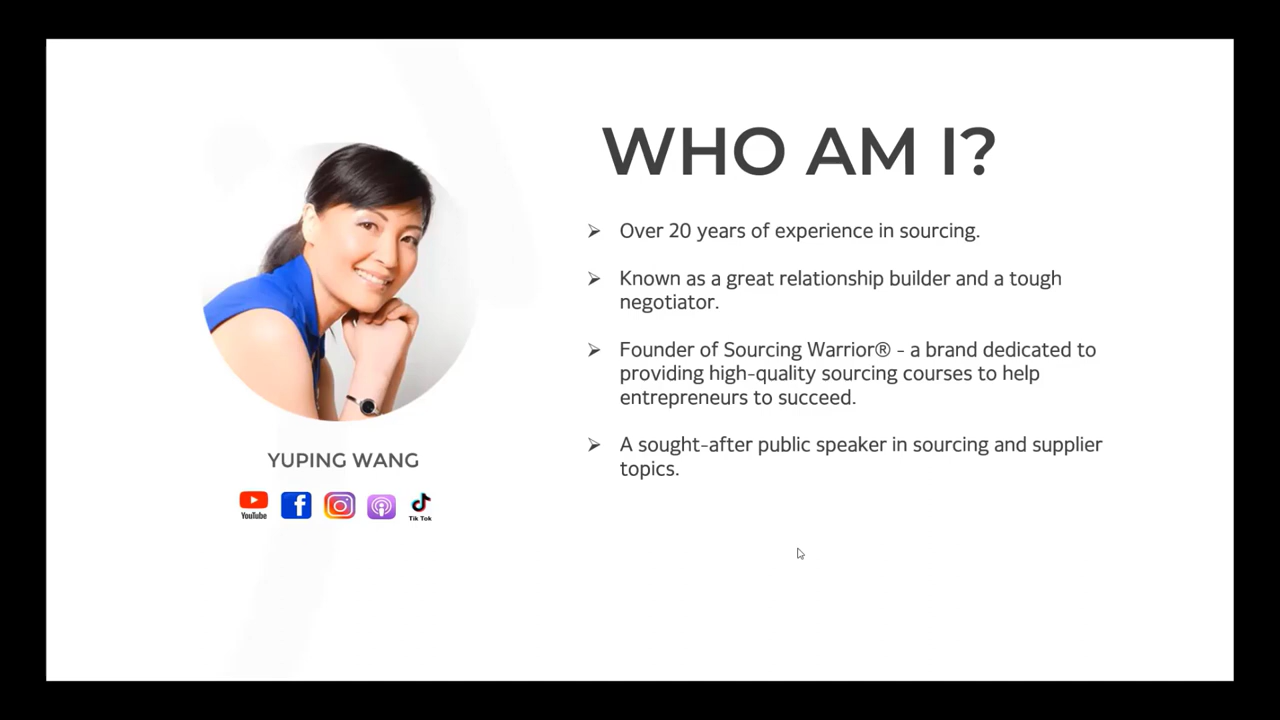 WHO AM I?
➢ Over 20 years of experience in sourcing.
➢ Known as a great relationship builder and a tough
negotiator.
➢ Founder of Sourcing Warrior® - a brand dedicated to
providing high-quality sourcing courses to help
entrepreneurs to succeed.
➢ A sought-after public speaker in sourcing and supplier
topics.
YUPING WANG
YouTube
f
Tik Tok